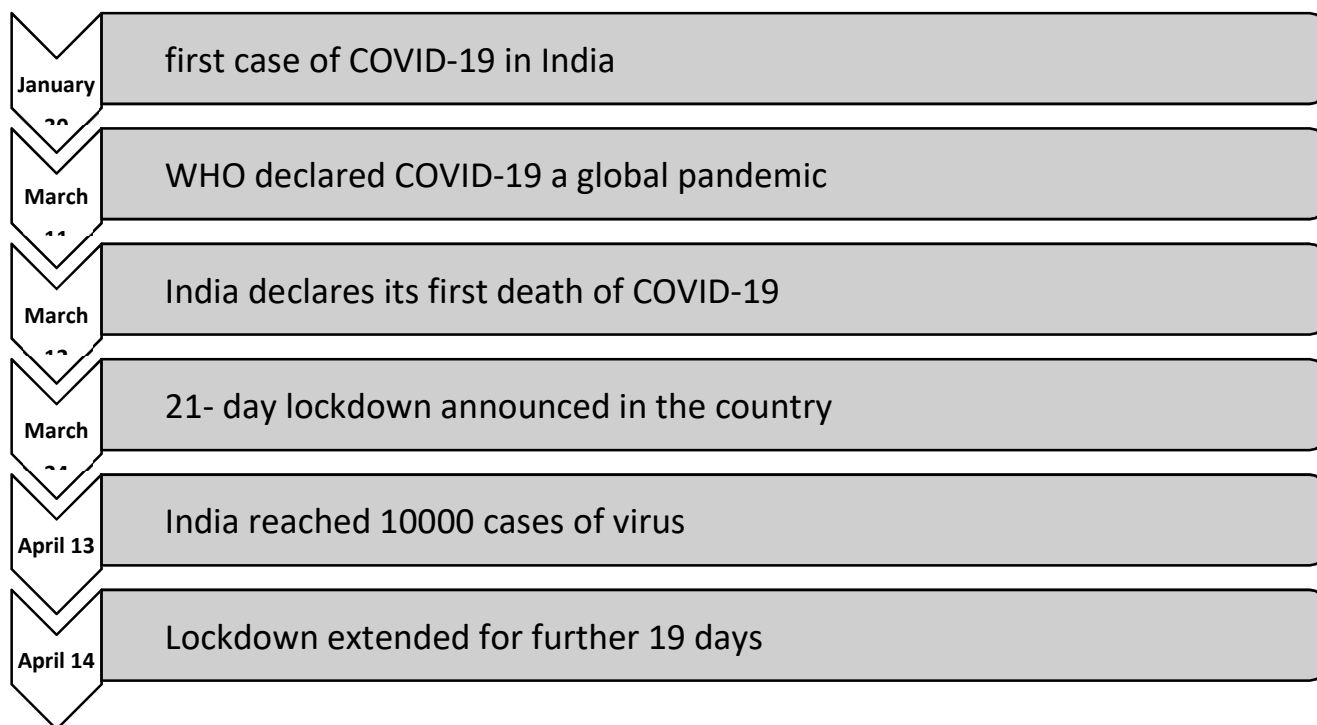 January
first case of COVID-19 in India
March
11
WHO declared COVID-19 a global pandemic
March
India declares its first death of COVID-19
March
21- day lockdown announced in the country
April 13
India reached 10000 cases of virus
April 14
Lockdown extended for further 19 days